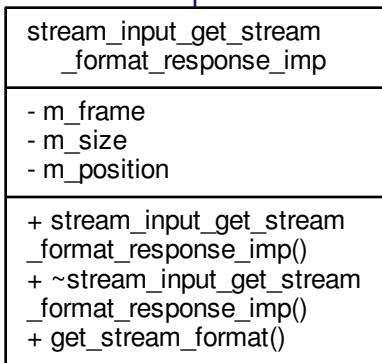 stream_input_get_stream
_format_response_imp
- m_frame
- m_size
- m_position
+ stream_input_get_stream
_format_response_imp()
+ ~stream_input_get_stream
_format_response_imp()
+ get_stream_format()